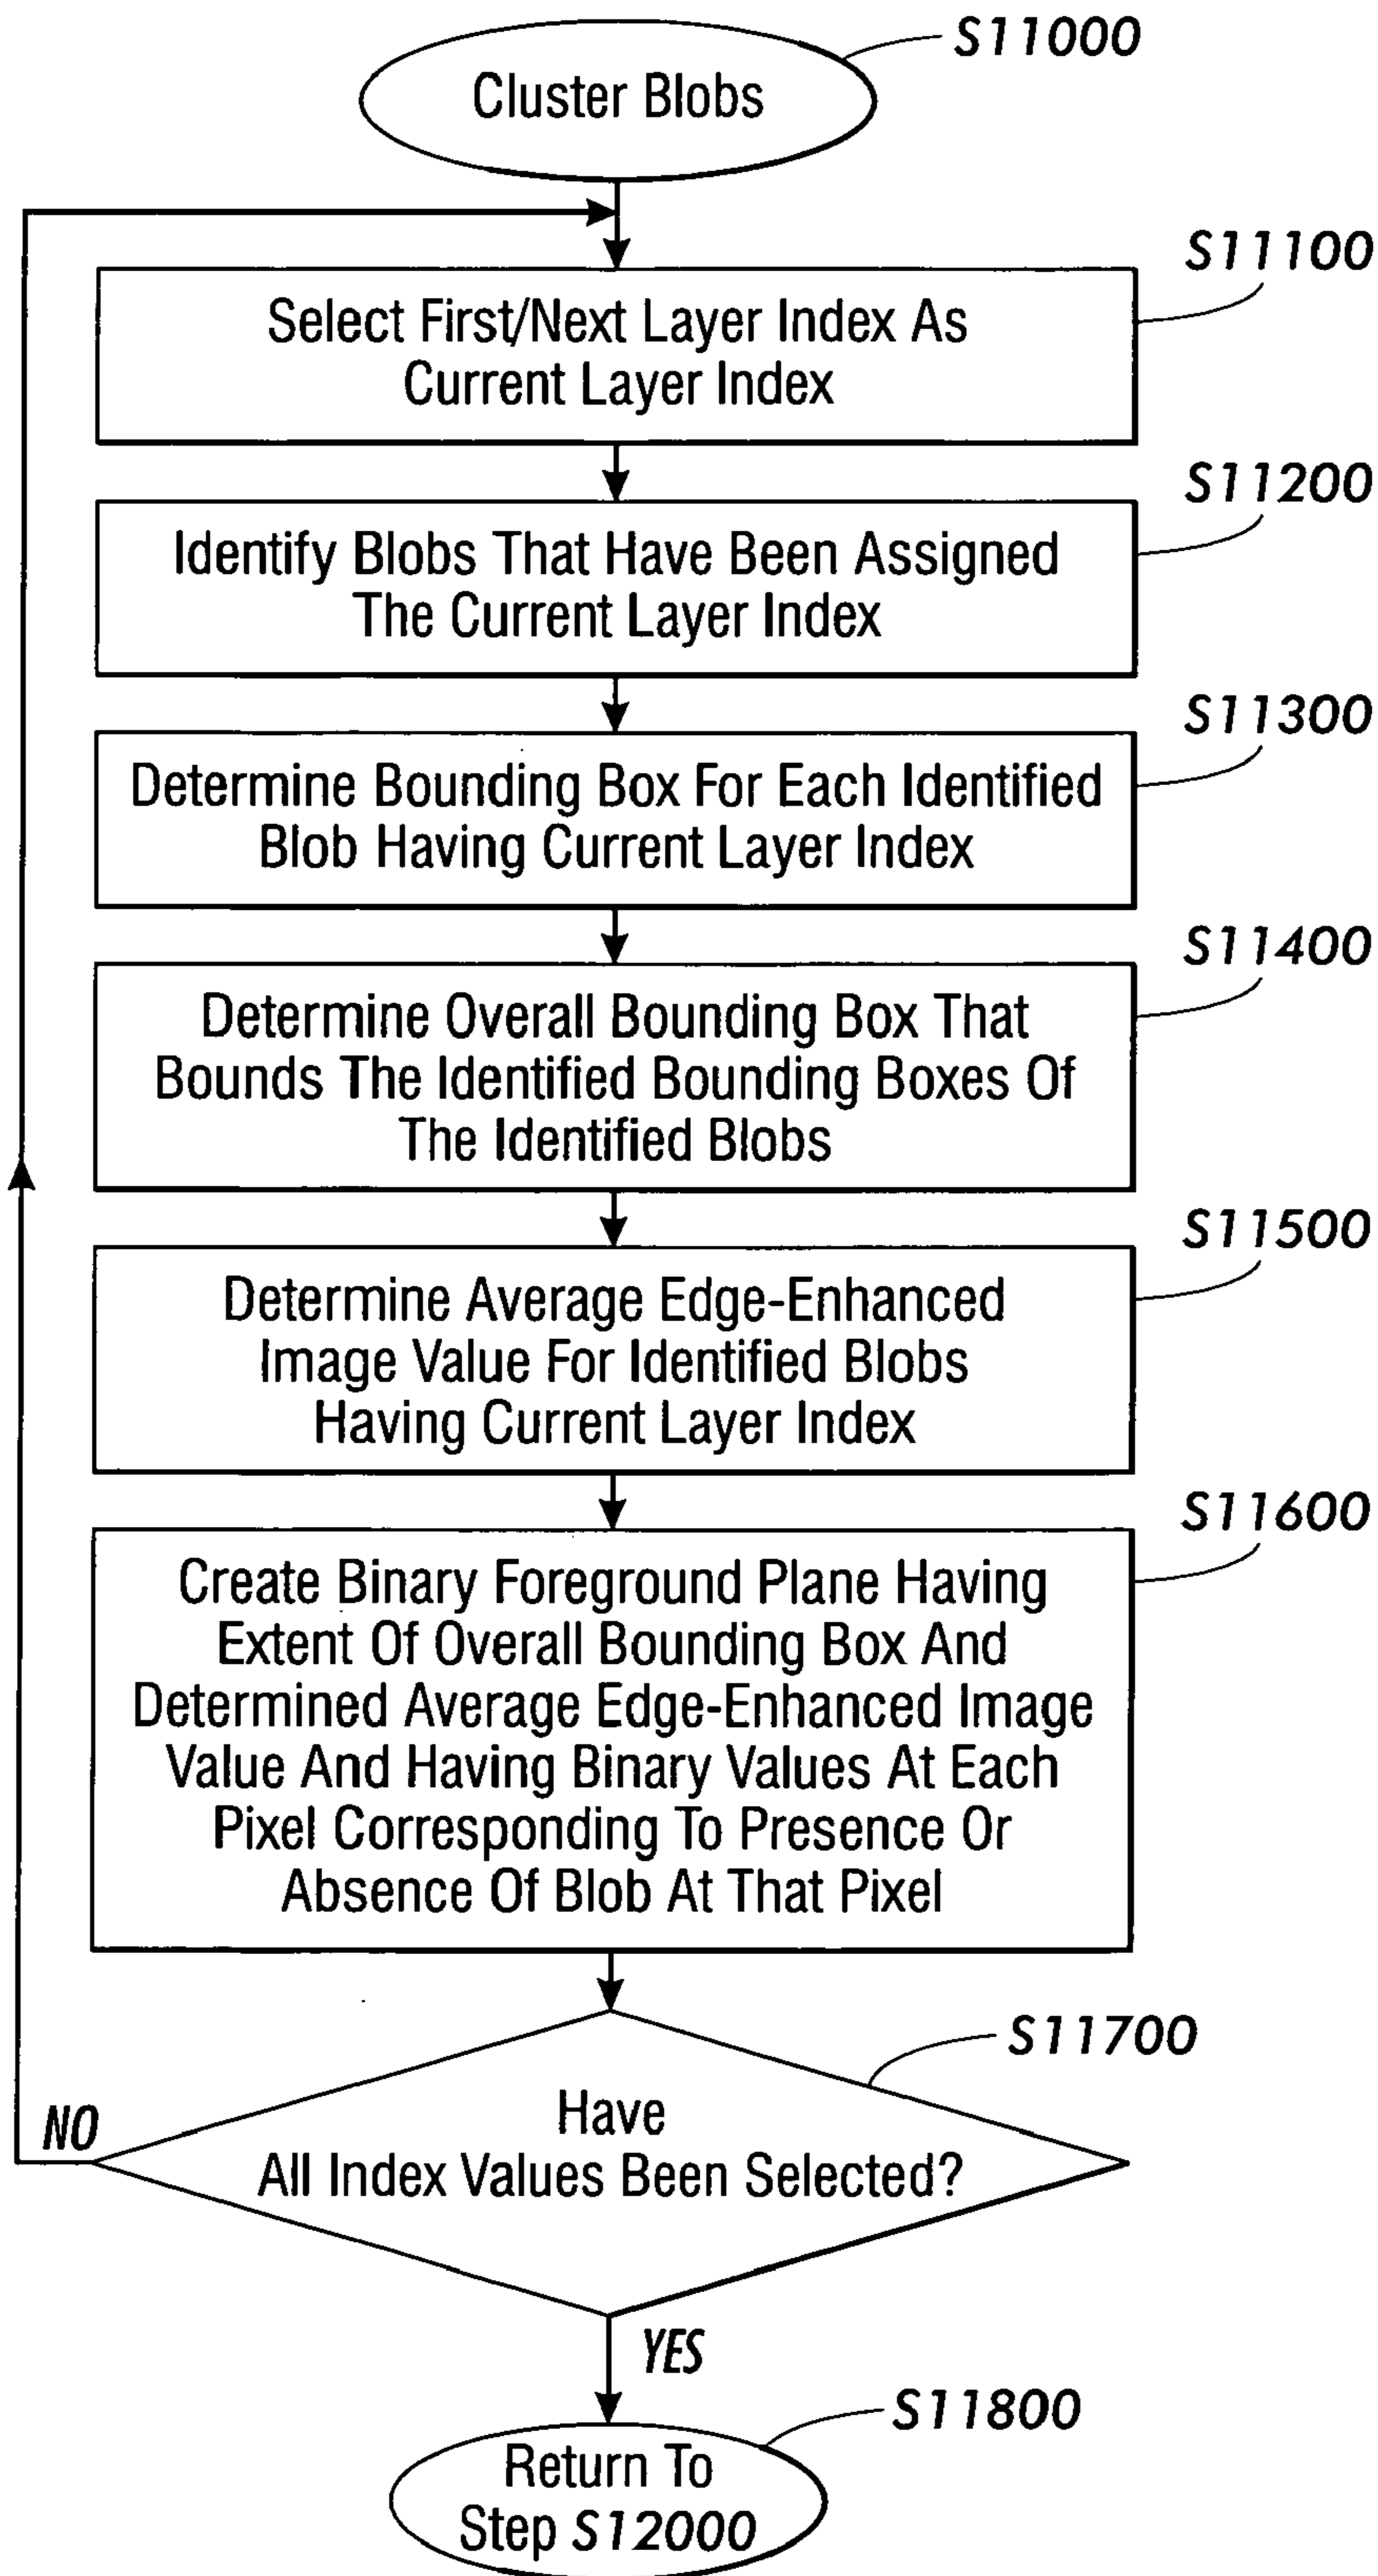 S11000
Cluster Blobs
S11100
Select First/Next Layer Index As
Current Layer Index
S11200
Identify Blobs That Have Been Assigned
The Current Layer Index
S11300
Determine Bounding Box For Each Identified
Blob Having Current Layer Index
S11400
Determine Overall Bounding Box That
Bounds The Identified Bounding Boxes Of
The Identified Blobs
S11500
Determine Average Edge-Enhanced
Image Value For Identified Blobs
Having Current Layer Index
S11600
Create Binary Foreground Plane Having
Extent Of Overall Bounding Box And
Determined Average Edge-Enhanced Image
Value And Having Binary Values At Each
Pixel Corresponding To Presence Or
Absence Of Blob At That Pixel
S11700
Have
All Index Values Been Selected?
NO
YES
S11800
Return To
Step S12000